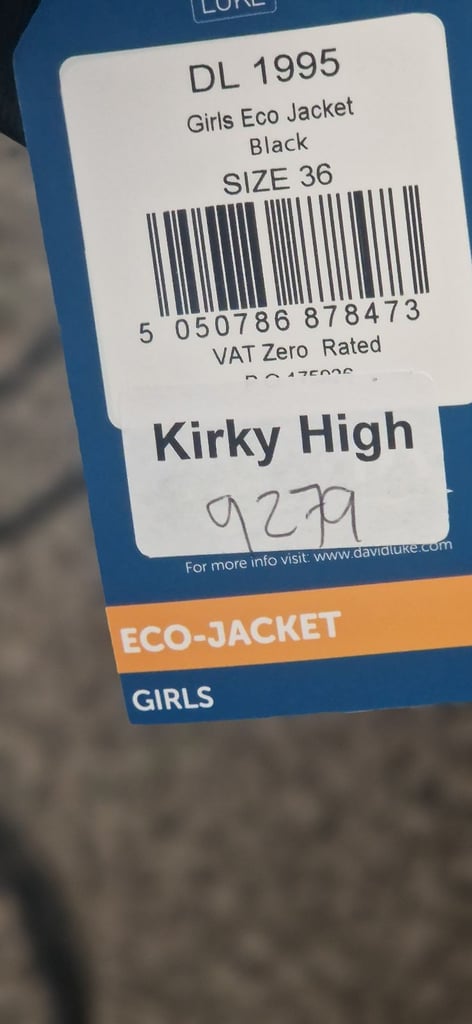 LUKE
DL 1995
Girls Eco Jacket
Black
SIZE 36
5 050786 878473
VAT Zero Rated
Kirky High
9279
For more info visit: www.davidluke.com
ECO-JACKET
GIRLS